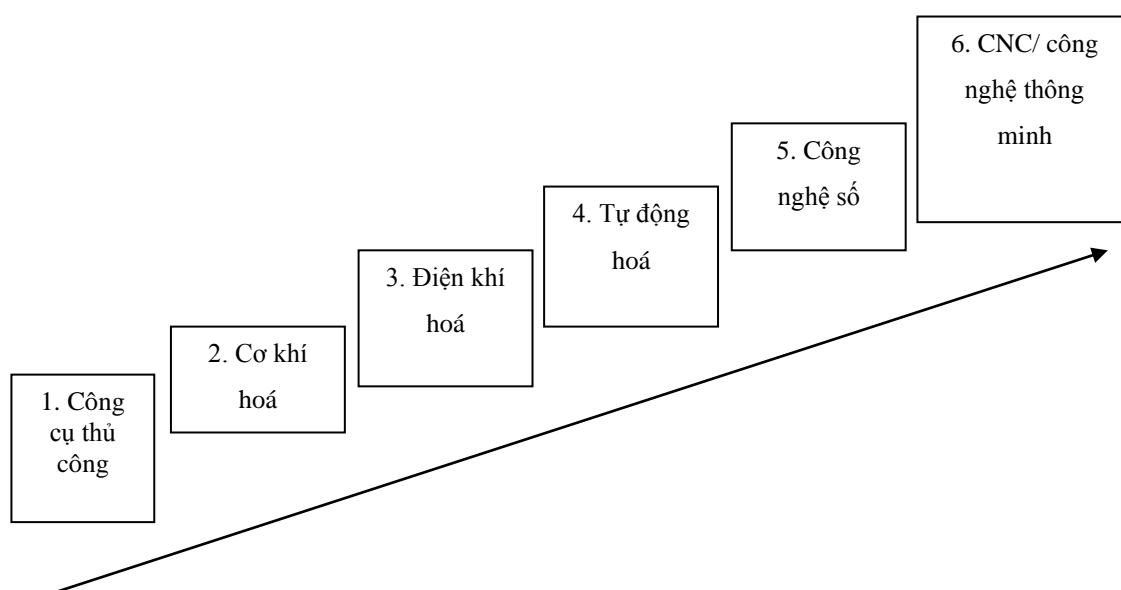 1. Công
cụ thủ
công
2. Cơ khí
hoá
3. Điện khí
hoá
4. Tự động
hoá
5. Công
nghệ số
6. CNC/ công
nghệ thông
minh